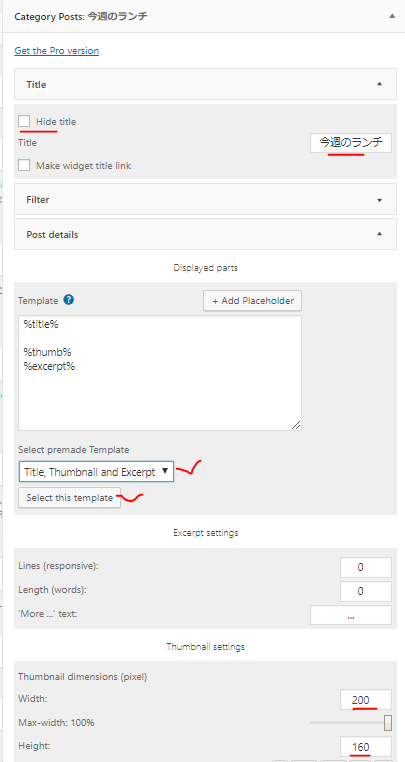 Category Posts: 今週のランチ
Get the Pro version
Title
Hide title
Title 今週のランチ
Make widget title link
Filter
Post details
Displayed parts
Template ? + Add Placeholder
%title%
%thumb%
%excerpt%
Select premade Template
Title, Thumbnail and Excerpt
Select this template
Excerpt settings
Lines (responsive): 0
Length (words): 0
'More ...' text: ...
Thumbnail settings
Thumbnail dimensions (pixel)
Width: 200
Max-width: 100%
Height: 160